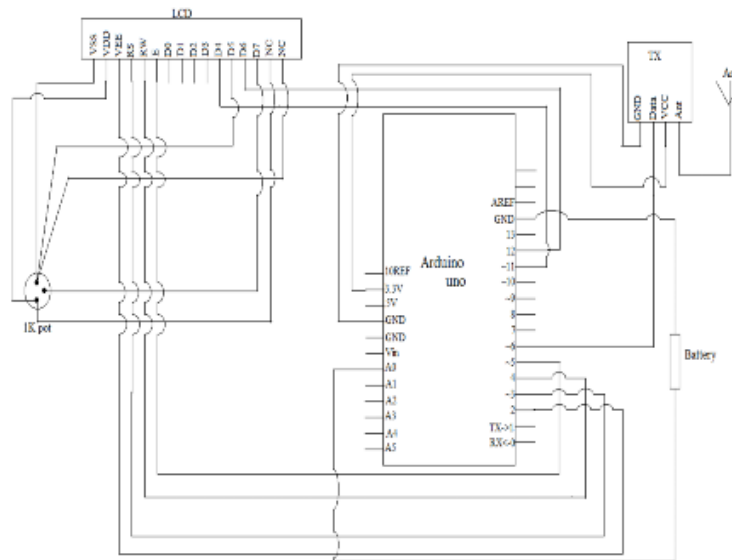 LCD
VSS VDD VEE RS RW E D0 D1 D2 D3 D4 D5 D6 D7 NC NC
TX
GND Data VCC Ant
1K pot
Arduino
uno
IOREF
3.3V
5V
GND
GND
Vin
A0
A1
A2
A3
A4
A5
AREF
GND
13
12
~11
~10
~9
8
7
~6
~5
4
~3
2
TX->1
RX<-0
Battery